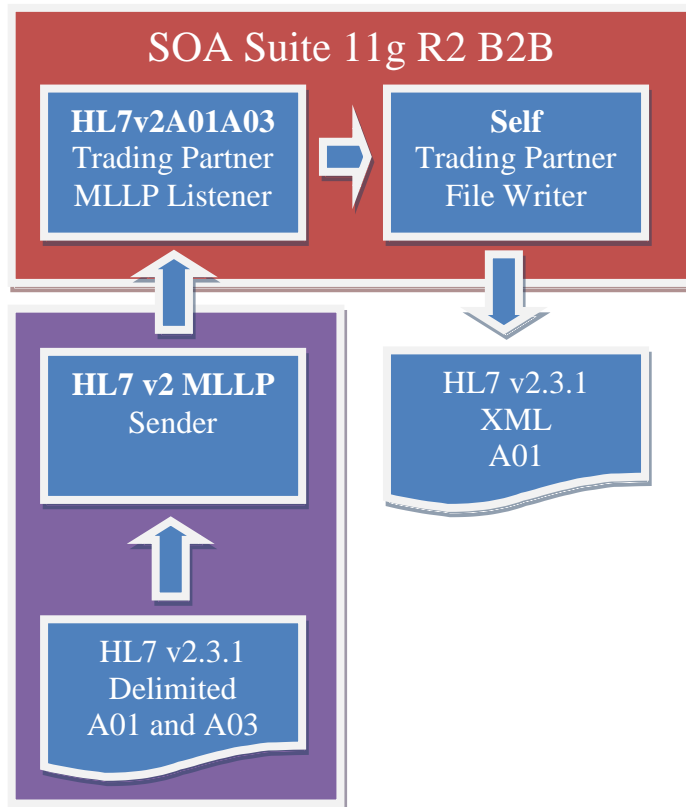 SOA Suite 11g R2 B2B
HL7v2A01A03
Trading Partner
MLLP Listener
Self
Trading Partner
File Writer
HL7 v2 MLLP
Sender
HL7 v2.3.1
XML
A01
HL7 v2.3.1
Delimited
A01 and A03